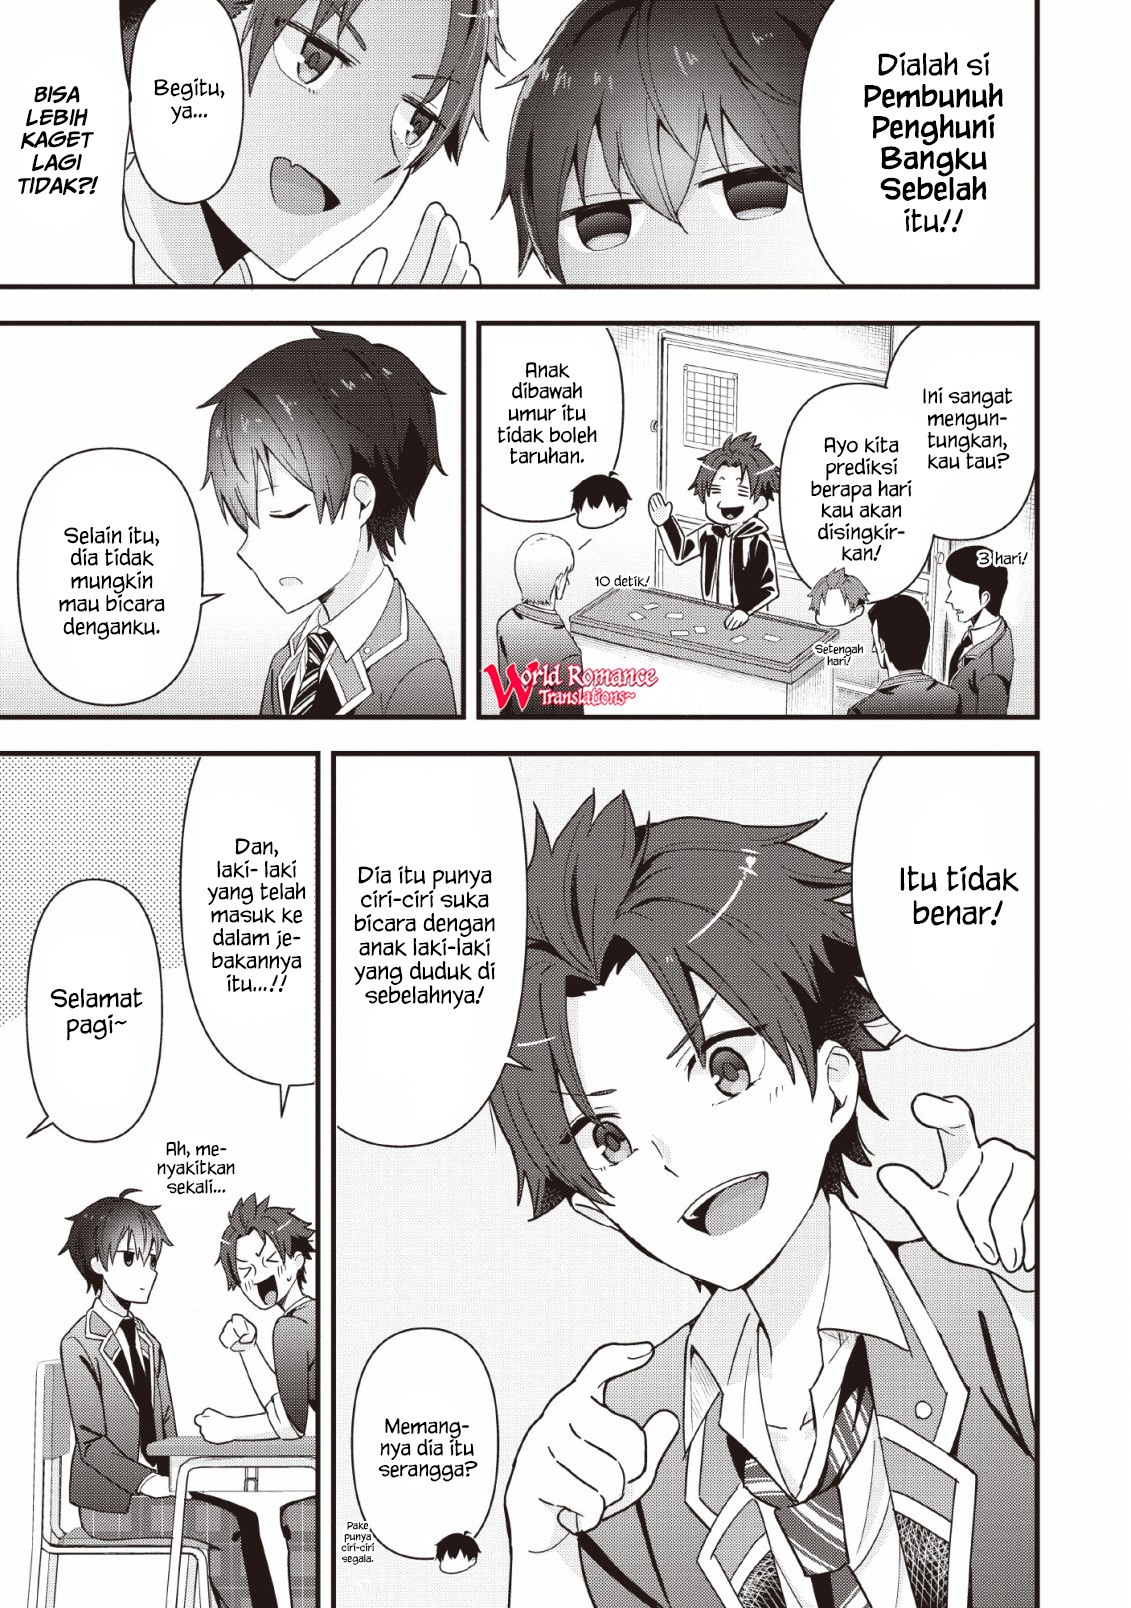 Dialah si
Pembunuh
Penghuni
Bangku
Sebelah
itu!!
Begitu,
ya...
BISA
LEBIH
KAGET
LAGI
TIDAK?!
Ini sangat
mengun-
tungkan,
kau tau?
Ayo kita
prediksi
berapa hari
kau akan
disingkir-
kan!
3 hari!
Setengah
hari!
10 detik!
Anak
dibawah
umur itu
tidak boleh
taruhan.
World Romance
Translations~
Selain itu,
dia tidak
mungkin
mau bicara
denganku.
Itu tidak
benar!
Dia itu punya
ciri-ciri suka
bicara dengan
anak laki-laki
yang duduk di
sebelahnya!
Memang-
nya dia itu
serangga?
Pake
punya
ciri-ciri
segala.
Dan,
laki- laki
yang telah
masuk ke
dalam je-
bakannya
itu...!!
Selamat
pagi~
Ah, me-
nyakitkan
sekali...